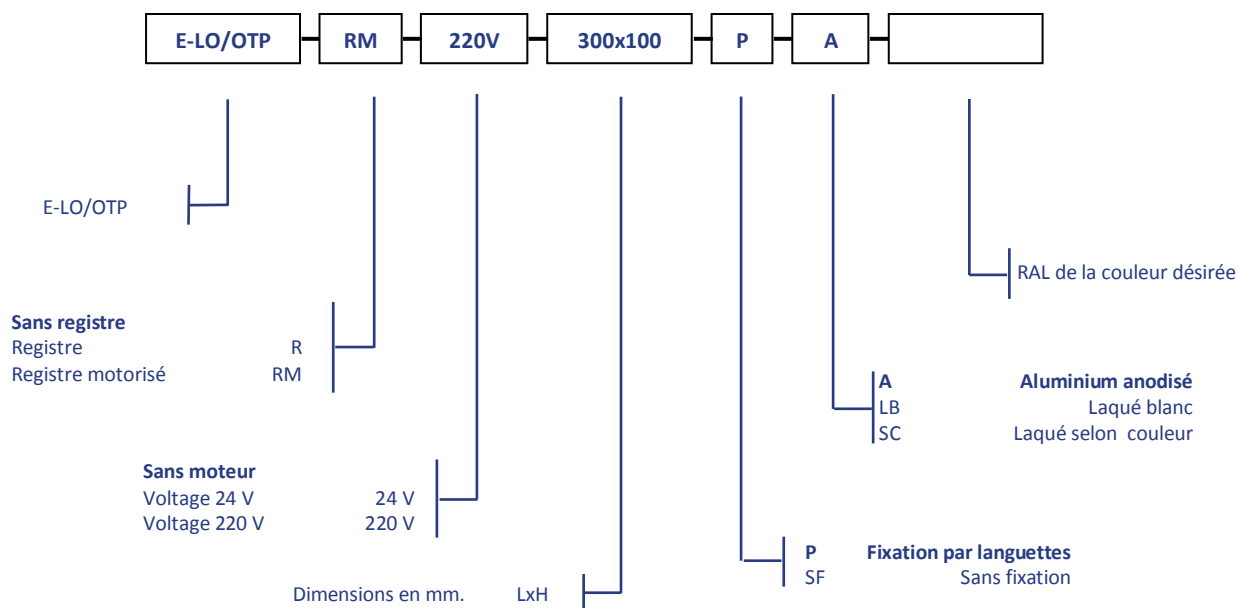 E-LO/OTP RM 220V 300x100 P A
E-LO/OTP
RAL de la couleur désirée
Sans registre
Registre R
Registre motorisé RM
A Aluminium anodisé
LB Laqué blanc
SC Laqué selon couleur
Sans moteur
Voltage 24 V 24 V
Voltage 220 V 220 V
P Fixation par languettes
SF Sans fixation
Dimensions en mm. LxH